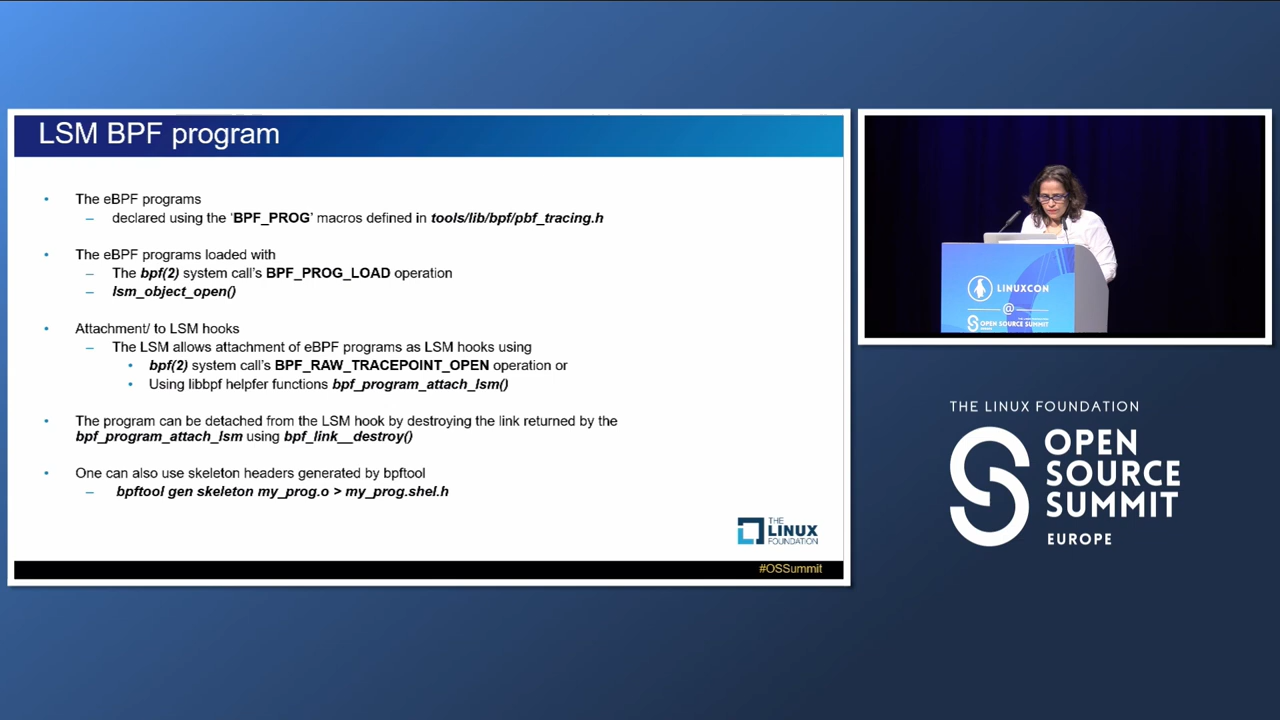 LSM BPF program
• The eBPF programs
– declared using the ‘BPF_PROG’ macros defined in tools/lib/bpf/pbf_tracing.h
• The eBPF programs loaded with
– The bpf(2) system call’s BPF_PROG_LOAD operation
– lsm_object_open()
• Attachment/ to LSM hooks
– The LSM allows attachment of eBPF programs as LSM hooks using
• bpf(2) system call’s BPF_RAW_TRACEPOINT_OPEN operation or
• Using libbpf helpfer functions bpf_program_attach_lsm()
• The program can be detached from the LSM hook by destroying the link returned by the
bpf_program_attach_lsm using bpf_link__destroy()
• One can also use skeleton headers generated by bpftool
– bpftool gen skeleton my_prog.o > my_prog.shel.h
THE
LINUX
FOUNDATION
#OSSummit
LINUXCON
@
OPEN SOURCE SUMMIT
THE LINUX FOUNDATION
OPEN
SOURCE
SUMMIT
EUROPE